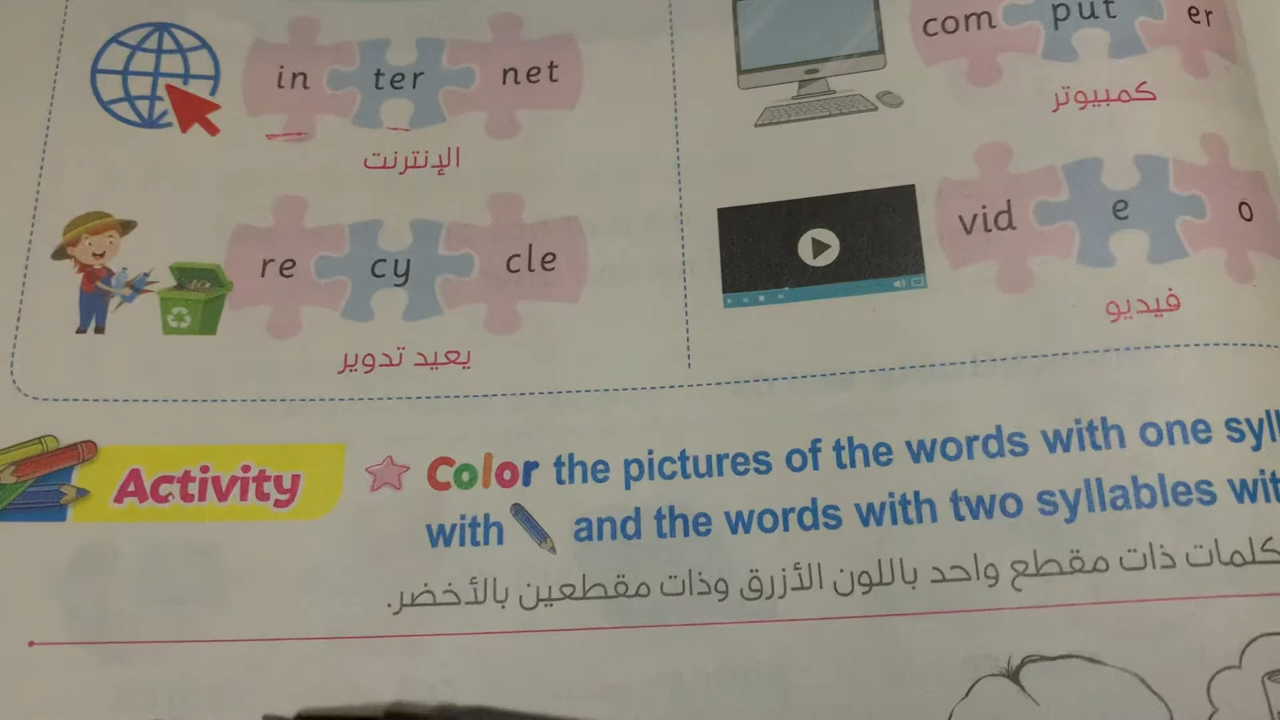 in ter net
الإنترنت
re cy cle
يعيد تدوير
com put er
كمبيوتر
vid e o
فيديو
Activity
Color the pictures of the words with one syll
with and the words with two syllables wit
كلمات ذات مقطع واحد باللون الأزرق وذات مقطعين بالأخضر.